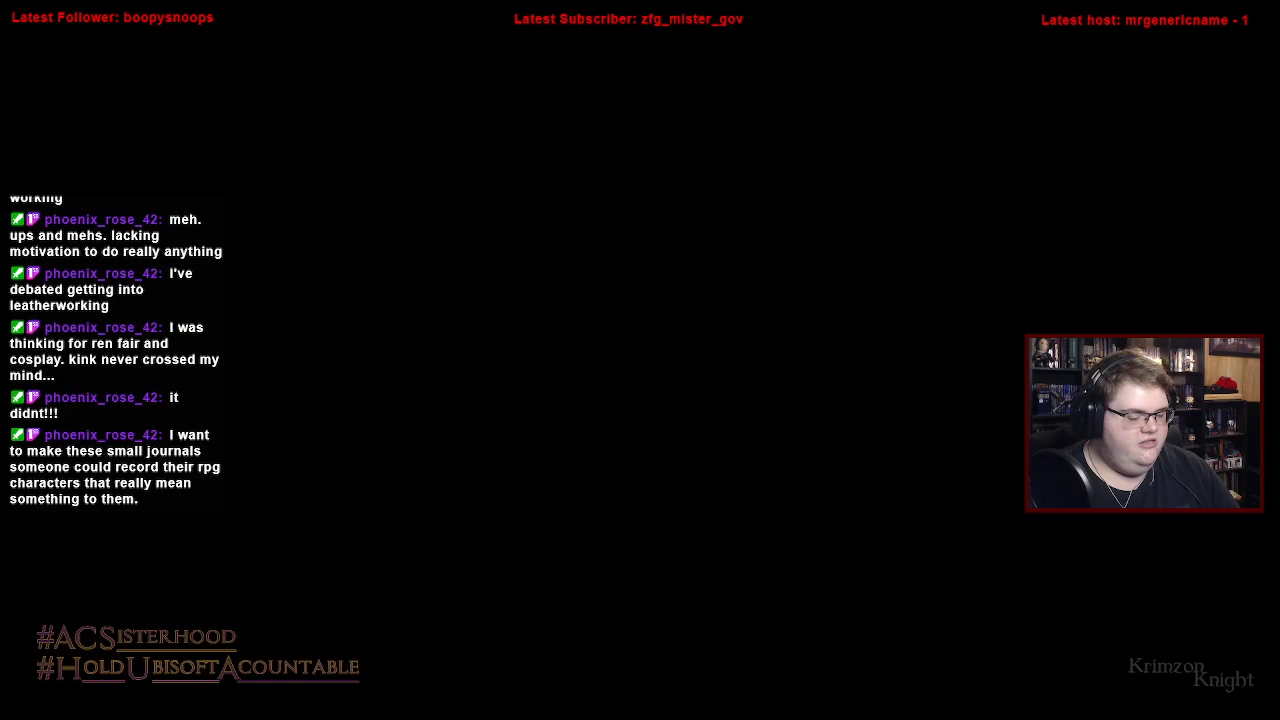 Latest Follower: boopysnoops
Latest Subscriber: zfg_mister_gov
Latest host: mrgenericname - 1
working
phoenix_rose_42: meh.
ups and mehs. lacking
motivation to do really anything
phoenix_rose_42: I've
debated getting into
leatherworking
phoenix_rose_42: I was
thinking for ren fair and
cosplay. kink never crossed my
mind...
phoenix_rose_42: it
didnt!!!
phoenix_rose_42: I want
to make these small journals
someone could record their rpg
characters that really mean
something to them.
#ACSisterhood
#HoldUbisoftAcountable
Krimzon
Knight